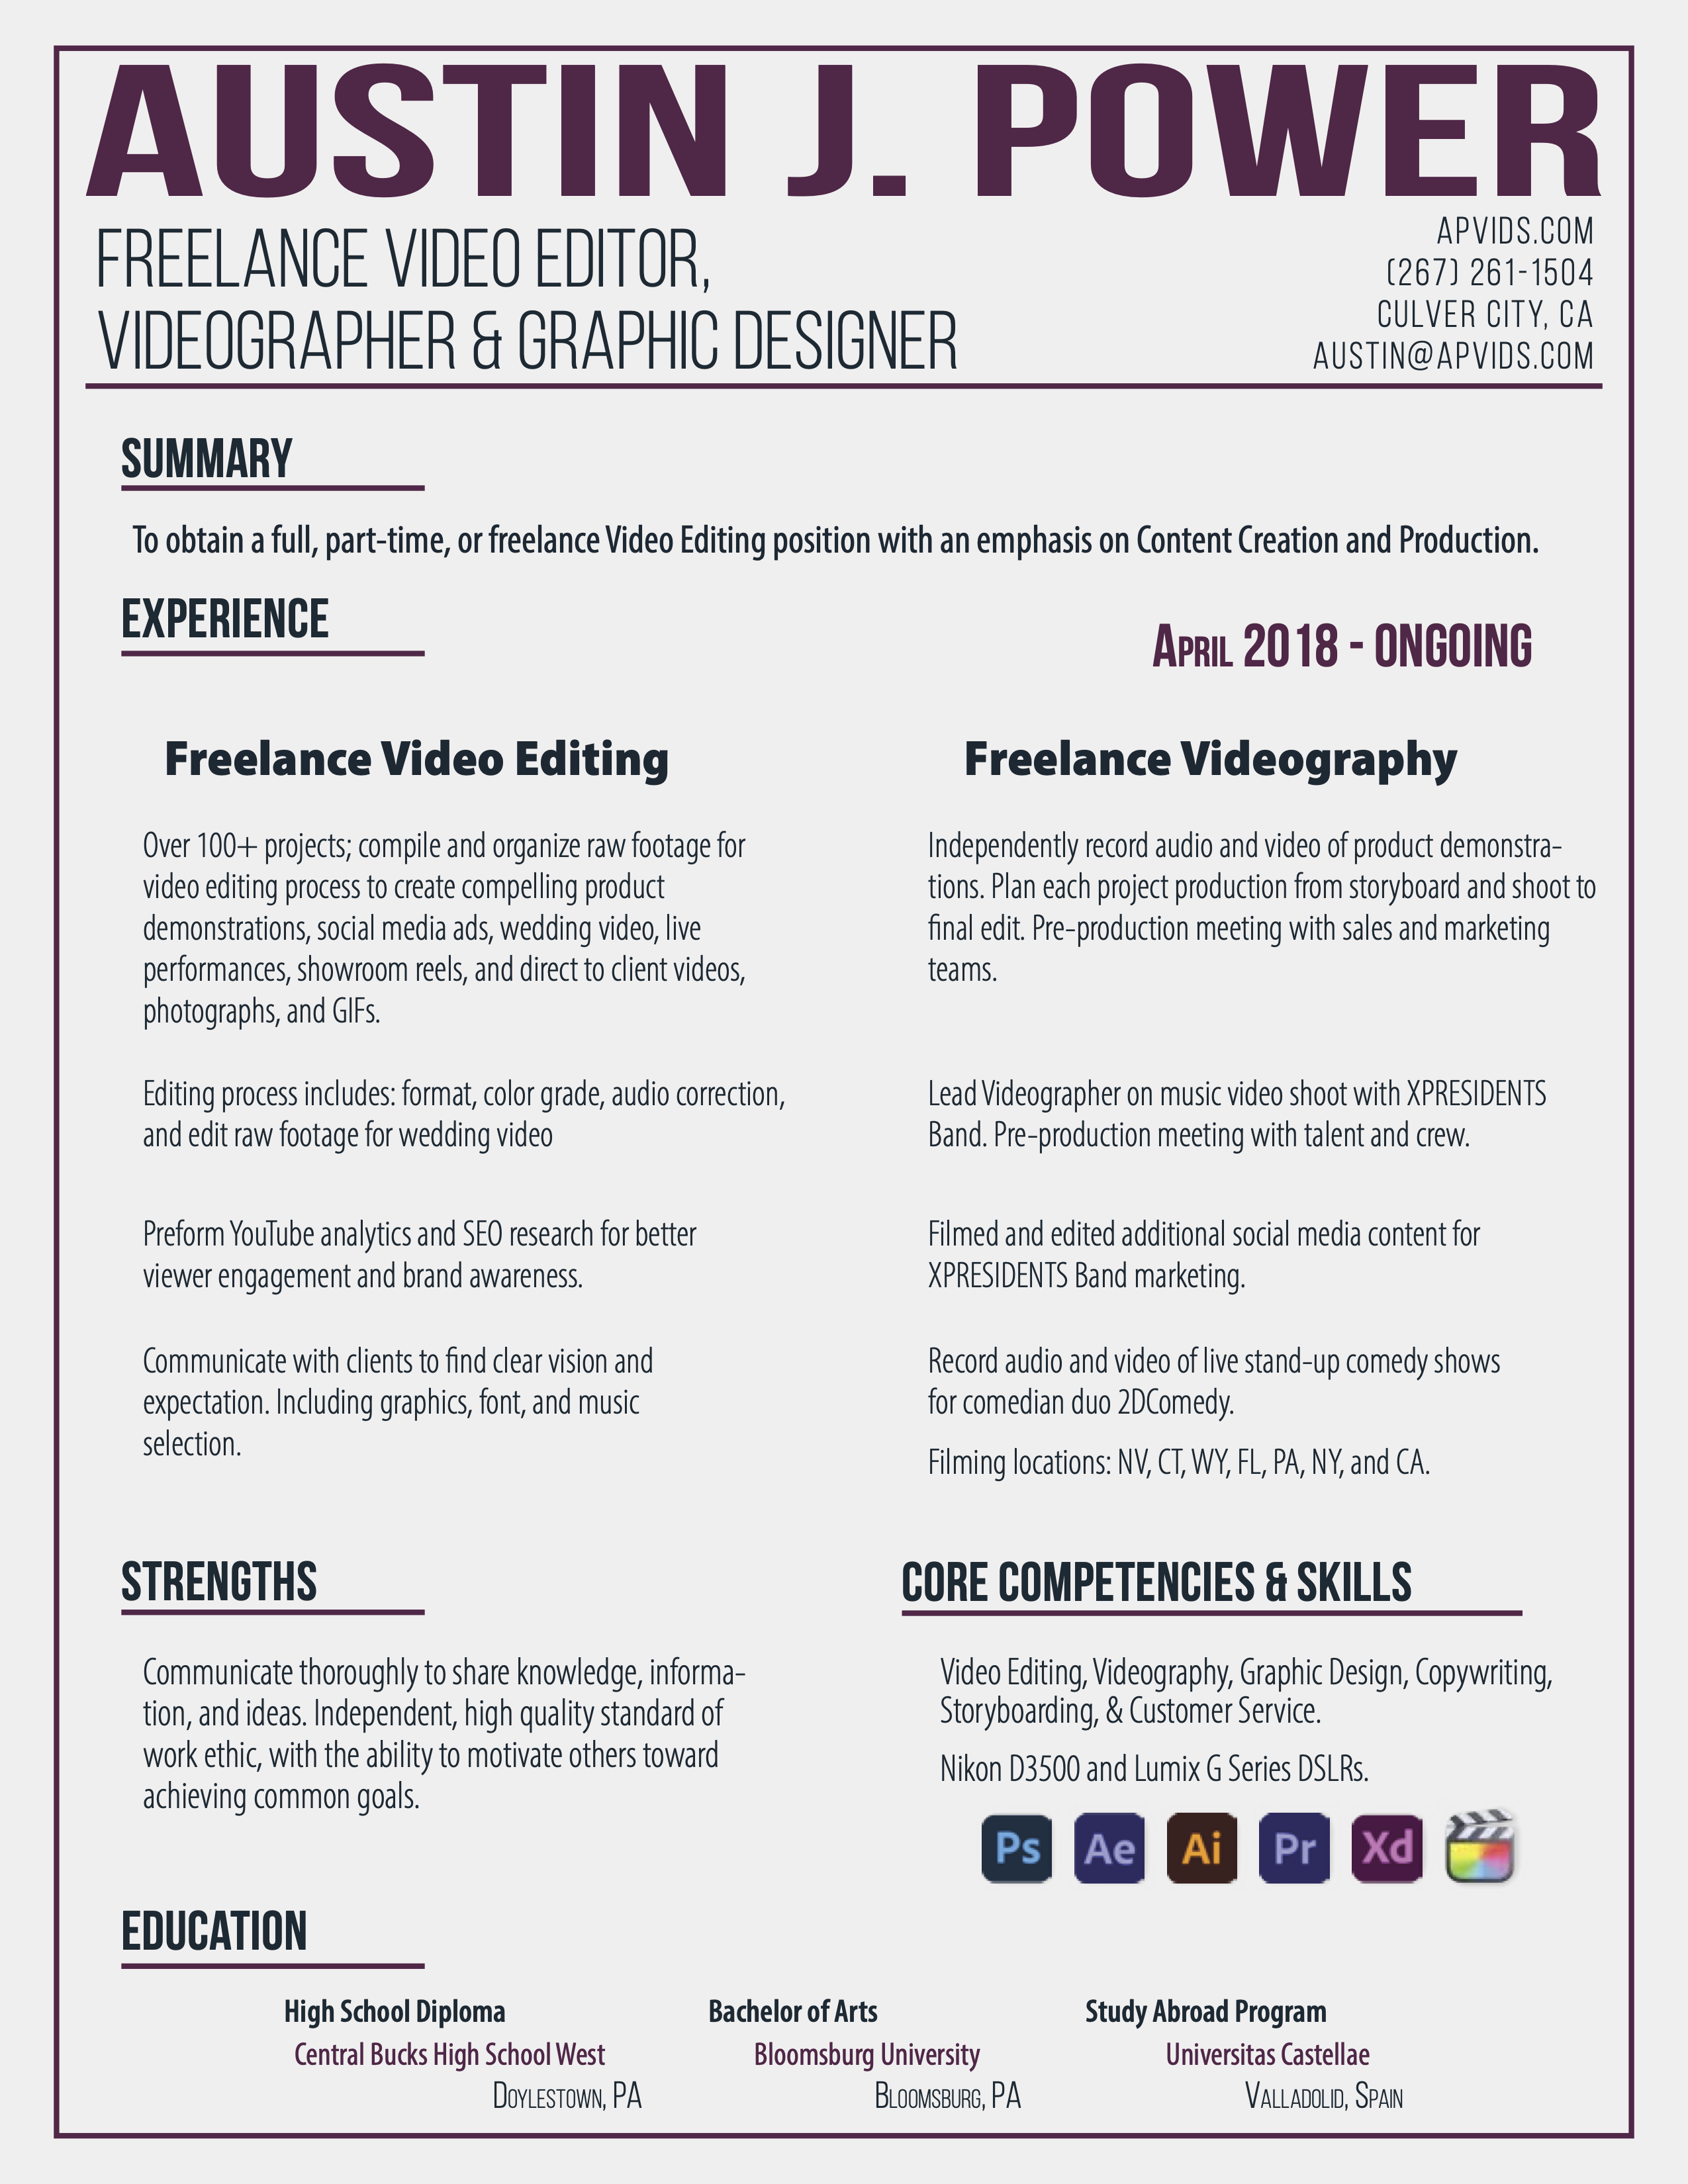 AUSTIN J. POWER
FREELANCE VIDEO EDITOR,
VIDEOGRAPHER & GRAPHIC DESIGNER
APVIDS.COM
(267) 261-1504
CULVER CITY, CA
AUSTIN@APVIDS.COM
SUMMARY
To obtain a full, part-time, or freelance Video Editing position with an emphasis on Content Creation and Production.
EXPERIENCE
April 2018 - ONGOING
Freelance Video Editing
Over 100+ projects; compile and organize raw footage for
video editing process to create compelling product
demonstrations, social media ads, wedding video, live
performances, showroom reels, and direct to client videos,
photographs, and GIFs.
Editing process includes: format, color grade, audio correction,
and edit raw footage for wedding video
Preform YouTube analytics and SEO research for better
viewer engagement and brand awareness.
Communicate with clients to find clear vision and
expectation. Including graphics, font, and music
selection.
Freelance Videography
Independently record audio and video of product demonstra-
tions. Plan each project production from storyboard and shoot to
final edit. Pre-production meeting with sales and marketing
teams.
Lead Videographer on music video shoot with XPRESIDENTS
Band. Pre-production meeting with talent and crew.
Filmed and edited additional social media content for
XPRESIDENTS Band marketing.
Record audio and video of live stand-up comedy shows
for comedian duo 2DComedy.
Filming locations: NV, CT, WY, FL, PA, NY, and CA.
STRENGTHS
Communicate thoroughly to share knowledge, informa-
tion, and ideas. Independent, high quality standard of
work ethic, with the ability to motivate others toward
achieving common goals.
CORE COMPETENCIES & SKILLS
Video Editing, Videography, Graphic Design, Copywriting,
Storyboarding, & Customer Service.
Nikon D3500 and Lumix G Series DSLRs.
Ps Ae Ai Pr Xd
EDUCATION
High School Diploma
Central Bucks High School West
Doylestown, PA
Bachelor of Arts
Bloomsburg University
Bloomsburg, PA
Study Abroad Program
Universitas Castellae
Valladolid, Spain